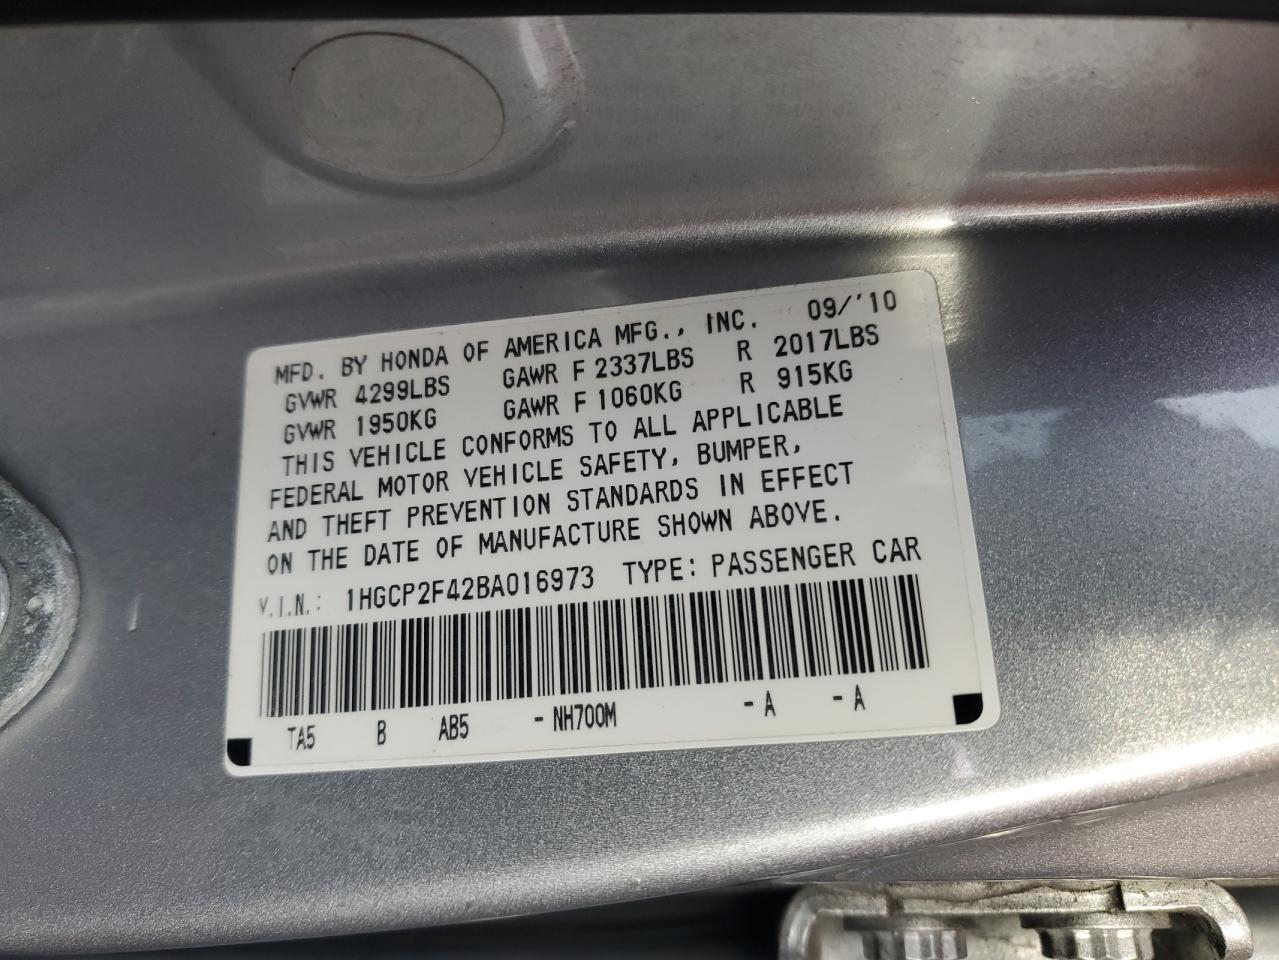 MFD. BY HONDA OF AMERICA MFG., INC. 09/'10
GVWR 4299LBS GAWR F 2337LBS R 2017LBS
GVWR 1950KG GAWR F 1060KG R 915KG
THIS VEHICLE CONFORMS TO ALL APPLICABLE
FEDERAL MOTOR VEHICLE SAFETY, BUMPER,
AND THEFT PREVENTION STANDARDS IN EFFECT
ON THE DATE OF MANUFACTURE SHOWN ABOVE.
V.I.N.: 1HGCP2F42BA016973 TYPE: PASSENGER CAR
TA5 B AB5 -NH700M -A -A